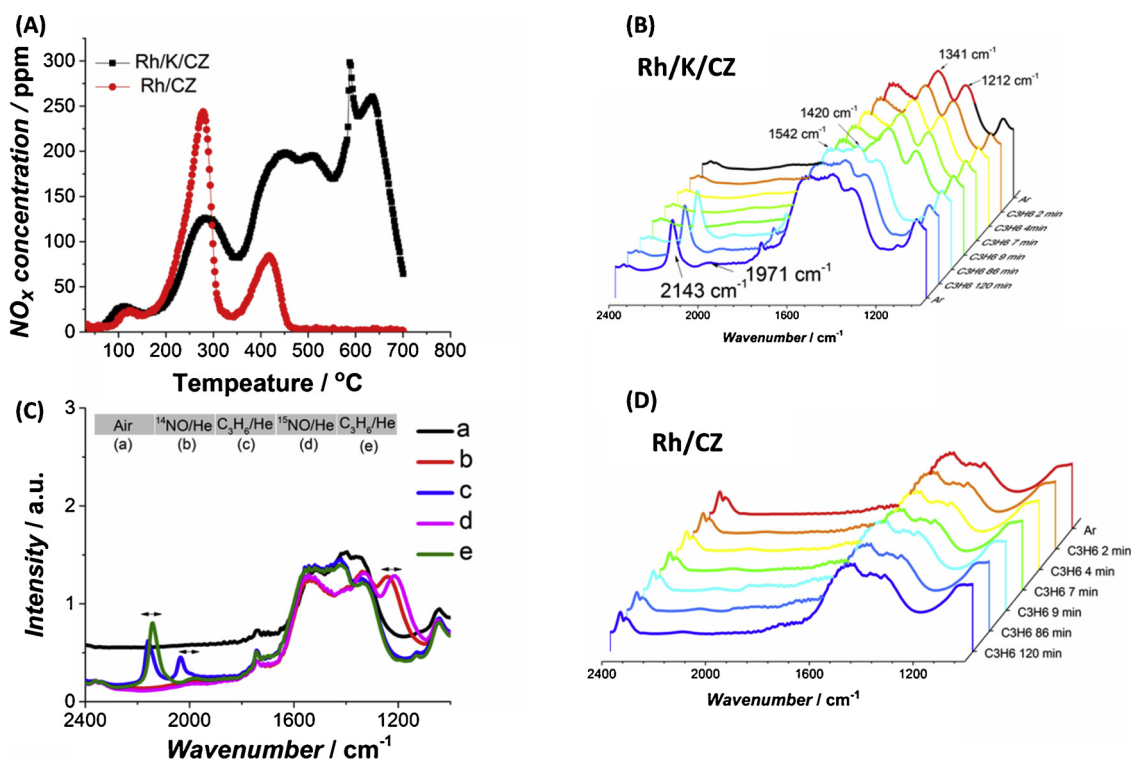 (A)
300
250
200
150
100
50
0
NOx concentration / ppm
Rh/K/CZ
Rh/CZ
100 200 300 400 500 600 700 800
Tempeature / °C
(B)
Rh/K/CZ
1341 cm-1
1212 cm-1
1420 cm-1
1542 cm-1
1971 cm-1
2143 cm-1
Ar
C3H6 2 min
C3H6 4min
C3H6 7 min
C3H6 9 min
C3H6 86 min
C3H6 120 min
Ar
2000 1600 1200
Wavenumber / cm-1
(C)
3
2
1
0
Intensity / a.u.
Air 14NO/He C3H6/He 15NO/He C3H6/He
(a) (b) (c) (d) (e)
a
b
c
d
e
2400 2000 1600 1200
Wavenumber / cm-1
(D)
Rh/CZ
Ar
C3H6 2 min
C3H6 4 min
C3H6 7 min
C3H6 9 min
C3H6 86 min
C3H6 120 min
2000 1600 1200
Wavenumber / cm-1